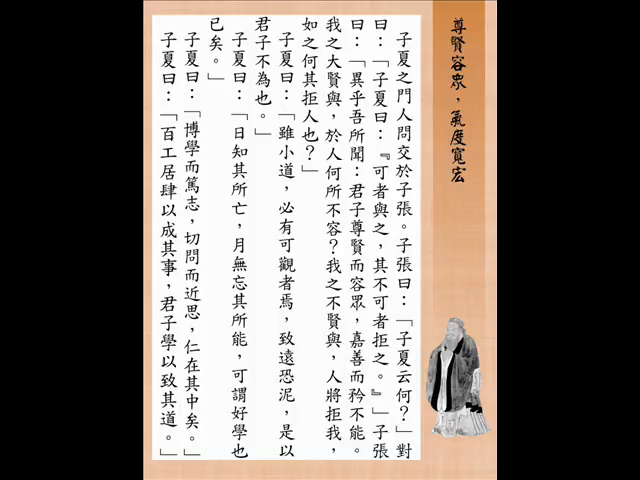 尊賢容眾，氣度寬宏
子夏之門人問交於子張。子張曰：「子夏云何？」對
曰：「子夏曰：『可者與之，其不可者拒之。』」子張
曰：「異乎吾所聞：君子尊賢而容眾，嘉善而矜不能。
我之大賢與，於人何所不容？我之不賢與，人將拒我，
如之何其拒人也？」
子夏曰：「雖小道，必有可觀者焉，致遠恐泥，是以
君子不為也。」
子夏曰：「日知其所亡，月無忘其所能，可謂好學也
已矣。」
子夏曰：「博學而篤志，切問而近思，仁在其中矣。」
子夏曰：「百工居肆以成其事，君子學以致其道。」